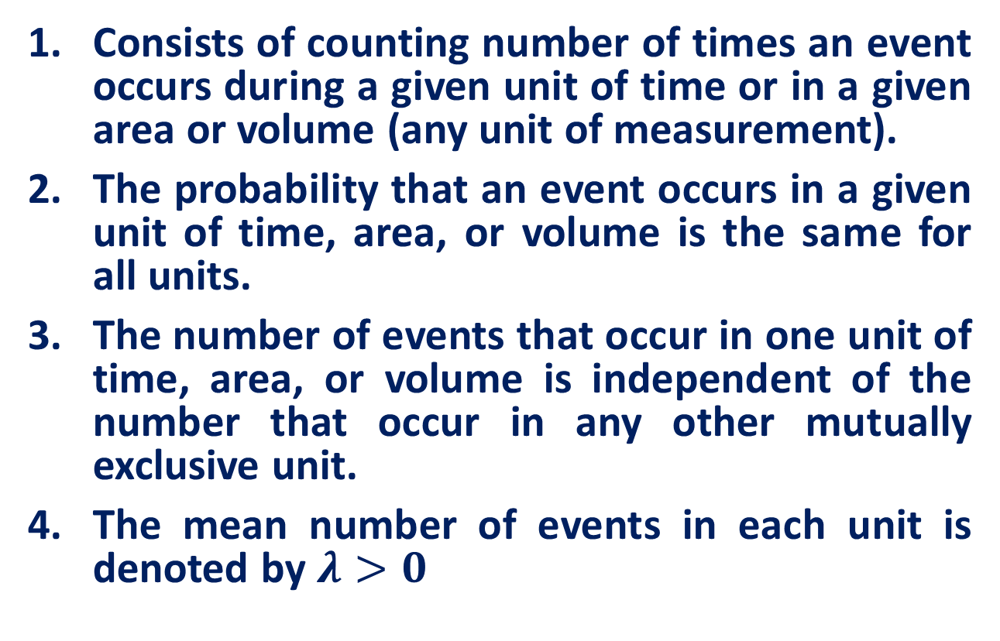 1. Consists of counting number of times an event
occurs during a given unit of time or in a given
area or volume (any unit of measurement).
2. The probability that an event occurs in a given
unit of time, area, or volume is the same for
all units.
3. The number of events that occur in one unit of
time, area, or volume is independent of the
number that occur in any other mutually
exclusive unit.
4. The mean number of events in each unit is
denoted by 𝝀 > 𝟎